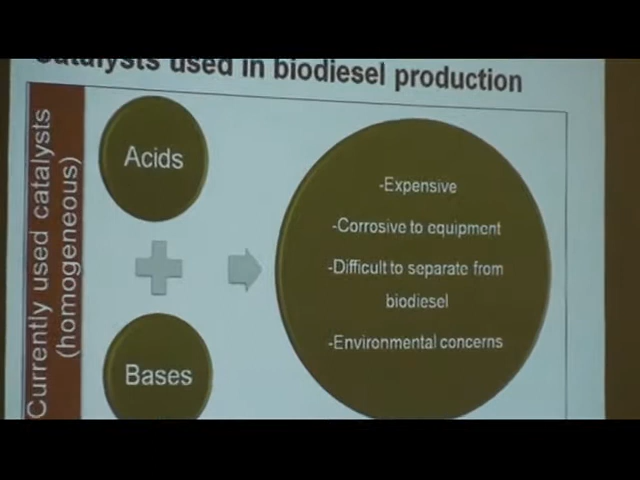 Catalysts used in biodiesel production
Currently used catalysts
(homogeneous)
Acids
Bases
-Expensive
-Corrosive to equipment
-Difficult to separate from
biodiesel
-Environmental concerns